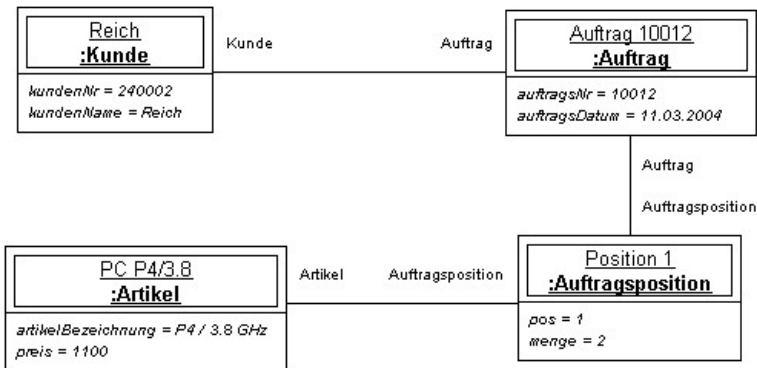 Reich
:Kunde
kundenNr = 240002
kundenName = Reich
Kunde
Auftrag
Auftrag 10012
:Auftrag
auftragsNr = 10012
auftragsDatum = 11.03.2004
Auftrag
Auftragsposition
PC P4/3.8
:Artikel
artikelBezeichnung = P4 / 3.8 GHz
preis = 1100
Artikel
Auftragsposition
Position 1
:Auftragsposition
pos = 1
menge = 2